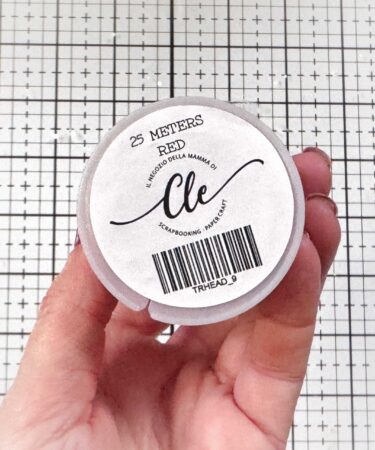 25 METERS
RED
IL NEGOZIO DELLA MAMMA DI
Cle
SCRAPBOOKING · PAPER CRAFT
TRHEAD_9